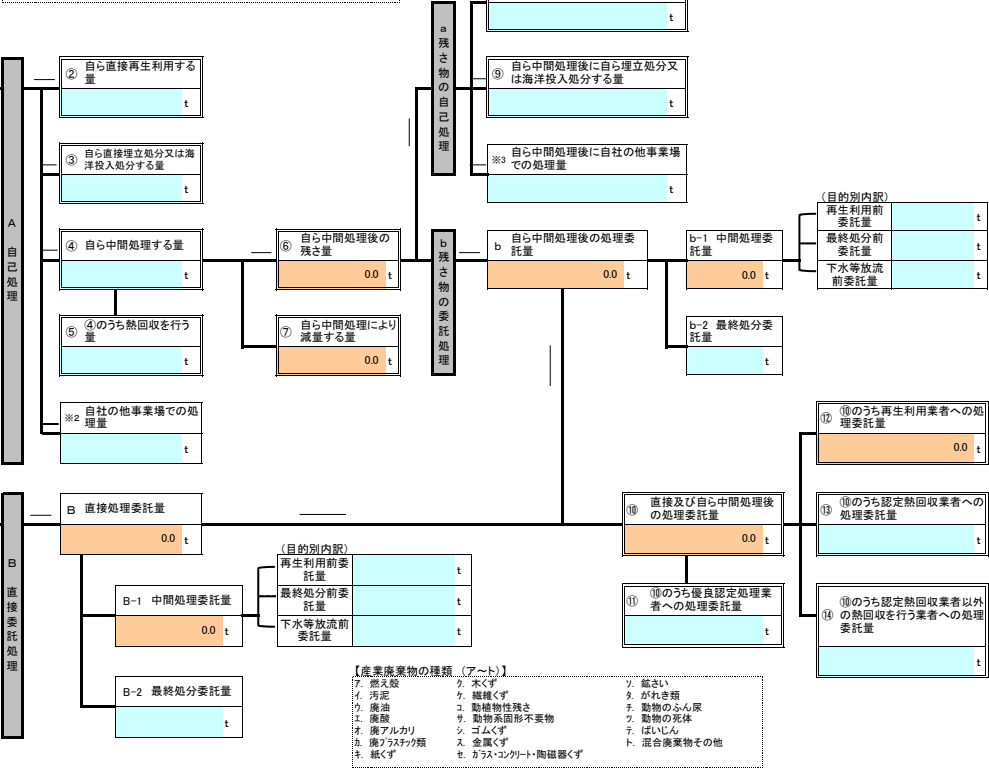 t
a 残さ物の自己処理
② 自ら直接再生利用する
量
t
⑨ 自ら中間処理後に自ら埋立処分又
は海洋投入処分する量
t
③ 自ら直接埋立処分又は海
洋投入処分する量
t
※3 自ら中間処理後に自社の他事業場
での処理量
t
A 自己処理
④ 自ら中間処理する量
t
⑥ 自ら中間処理後の
残さ量
0.0 t
b 残さ物の委託処理
b 自ら中間処理後の処理委
託量
0.0 t
b-1 中間処理委
託量
0.0 t
(目的別内訳)
再生利用前
委託量
t
最終処分前
委託量
t
下水等放流
前委託量
t
⑤ ④のうち熱回収を行う
量
t
⑦ 自ら中間処理により
減量する量
0.0 t
b-2 最終処分委
託量
t
※2 自社の他事業場での処
理量
t
⑫ ⑩のうち再生利用業者への処
理委託量
0.0 t
B 直接委託処理
B 直接処理委託量
0.0 t
⑩ 直接及び自ら中間処理後
の処理委託量
0.0 t
⑬ ⑩のうち認定熱回収業者への
処理委託量
t
(目的別内訳)
再生利用前委
託量
t
最終処分前委
託量
t
下水等放流前
委託量
t
B-1 中間処理委託量
0.0 t
⑪ ⑩のうち優良認定処理業
者への処理委託量
t
⑭ ⑩のうち認定熱回収業者以外
の熱回収を行う業者への処理
委託量
t
B-2 最終処分委託量
t
【産業廃棄物の種類 (ア～ト)】
ア. 燃え殻 ク. 木くず ソ. 鉱さい
イ. 汚泥 ケ. 繊維くず タ. がれき類
ウ. 廃油 コ. 動植物性残さ チ. 動物のふん尿
エ. 廃酸 サ. 動物系固形不要物 ツ. 動物の死体
オ. 廃アルカリ シ. ゴムくず テ. ばいじん
カ. 廃プラスチック類 ス. 金属くず ト. 混合廃棄物その他
キ. 紙くず セ. ガラス・コンクリート・陶磁器くず